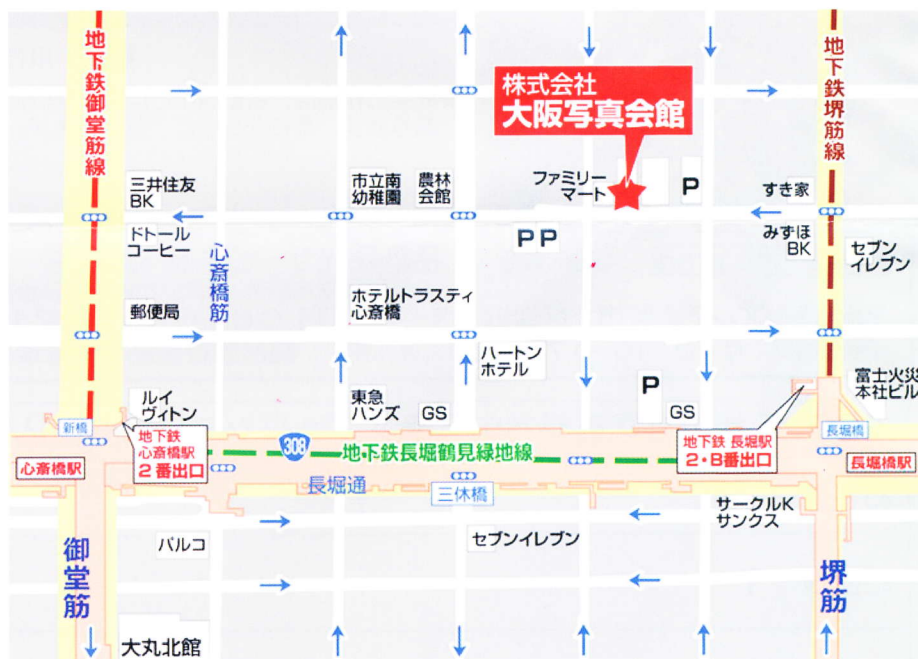 地下鉄御堂筋線
株式会社
大阪写真会館
地下鉄堺筋線
三井住友
BK
市立南
幼稚園
農林
会館
ファミリー
マート
P
すき家
ドトール
コーヒー
心斎橋筋
P P
みずほ
BK
セブン
イレブン
郵便局
ホテルトラスティ
心斎橋
ハートン
ホテル
ルイ
ヴィトン
東急
ハンズ
GS
P
GS
富士火災
本社ビル
新橋
地下鉄
心斎橋駅
2番出口
308
地下鉄長堀鶴見緑地線
地下鉄 長堀駅
2・B番出口
長堀橋
心斎橋駅
長堀橋駅
長堀通
三休橋
サークルK
サンクス
パルコ
セブンイレブン
御堂筋
堺筋
大丸北館